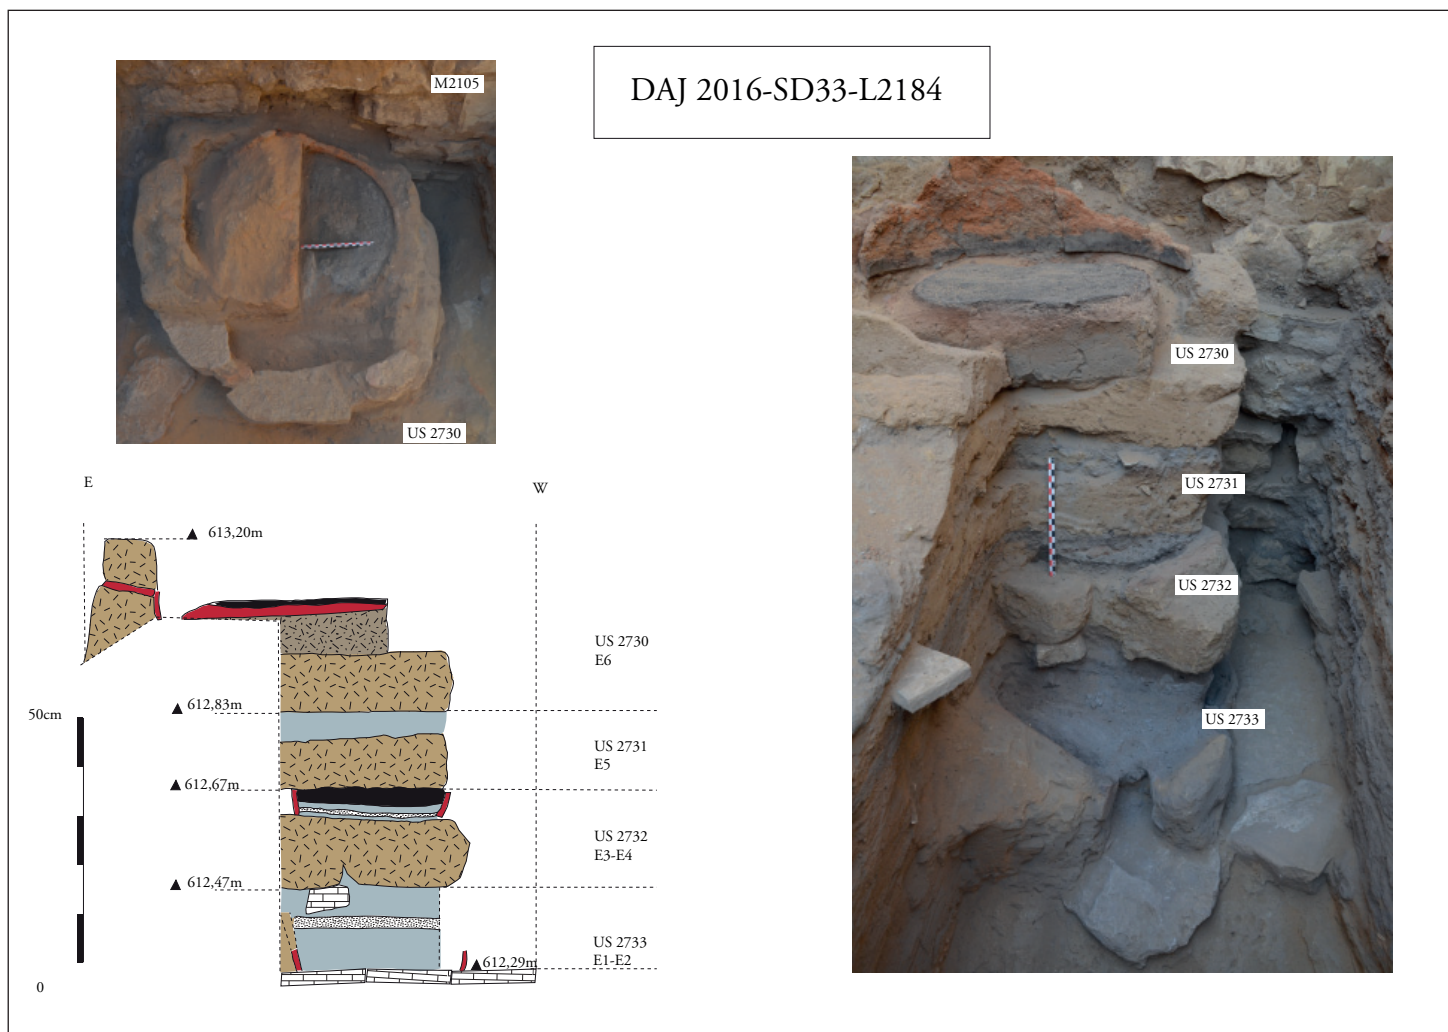 DAJ 2016-SD33-L2184
M2105
US 2730
US 2730
US 2731
US 2732
US 2733
E
W
613,20m
US 2730
E6
612,83m
50cm
US 2731
E5
612,67m
US 2732
E3-E4
612,47m
US 2733
E1-E2
612,29m
0